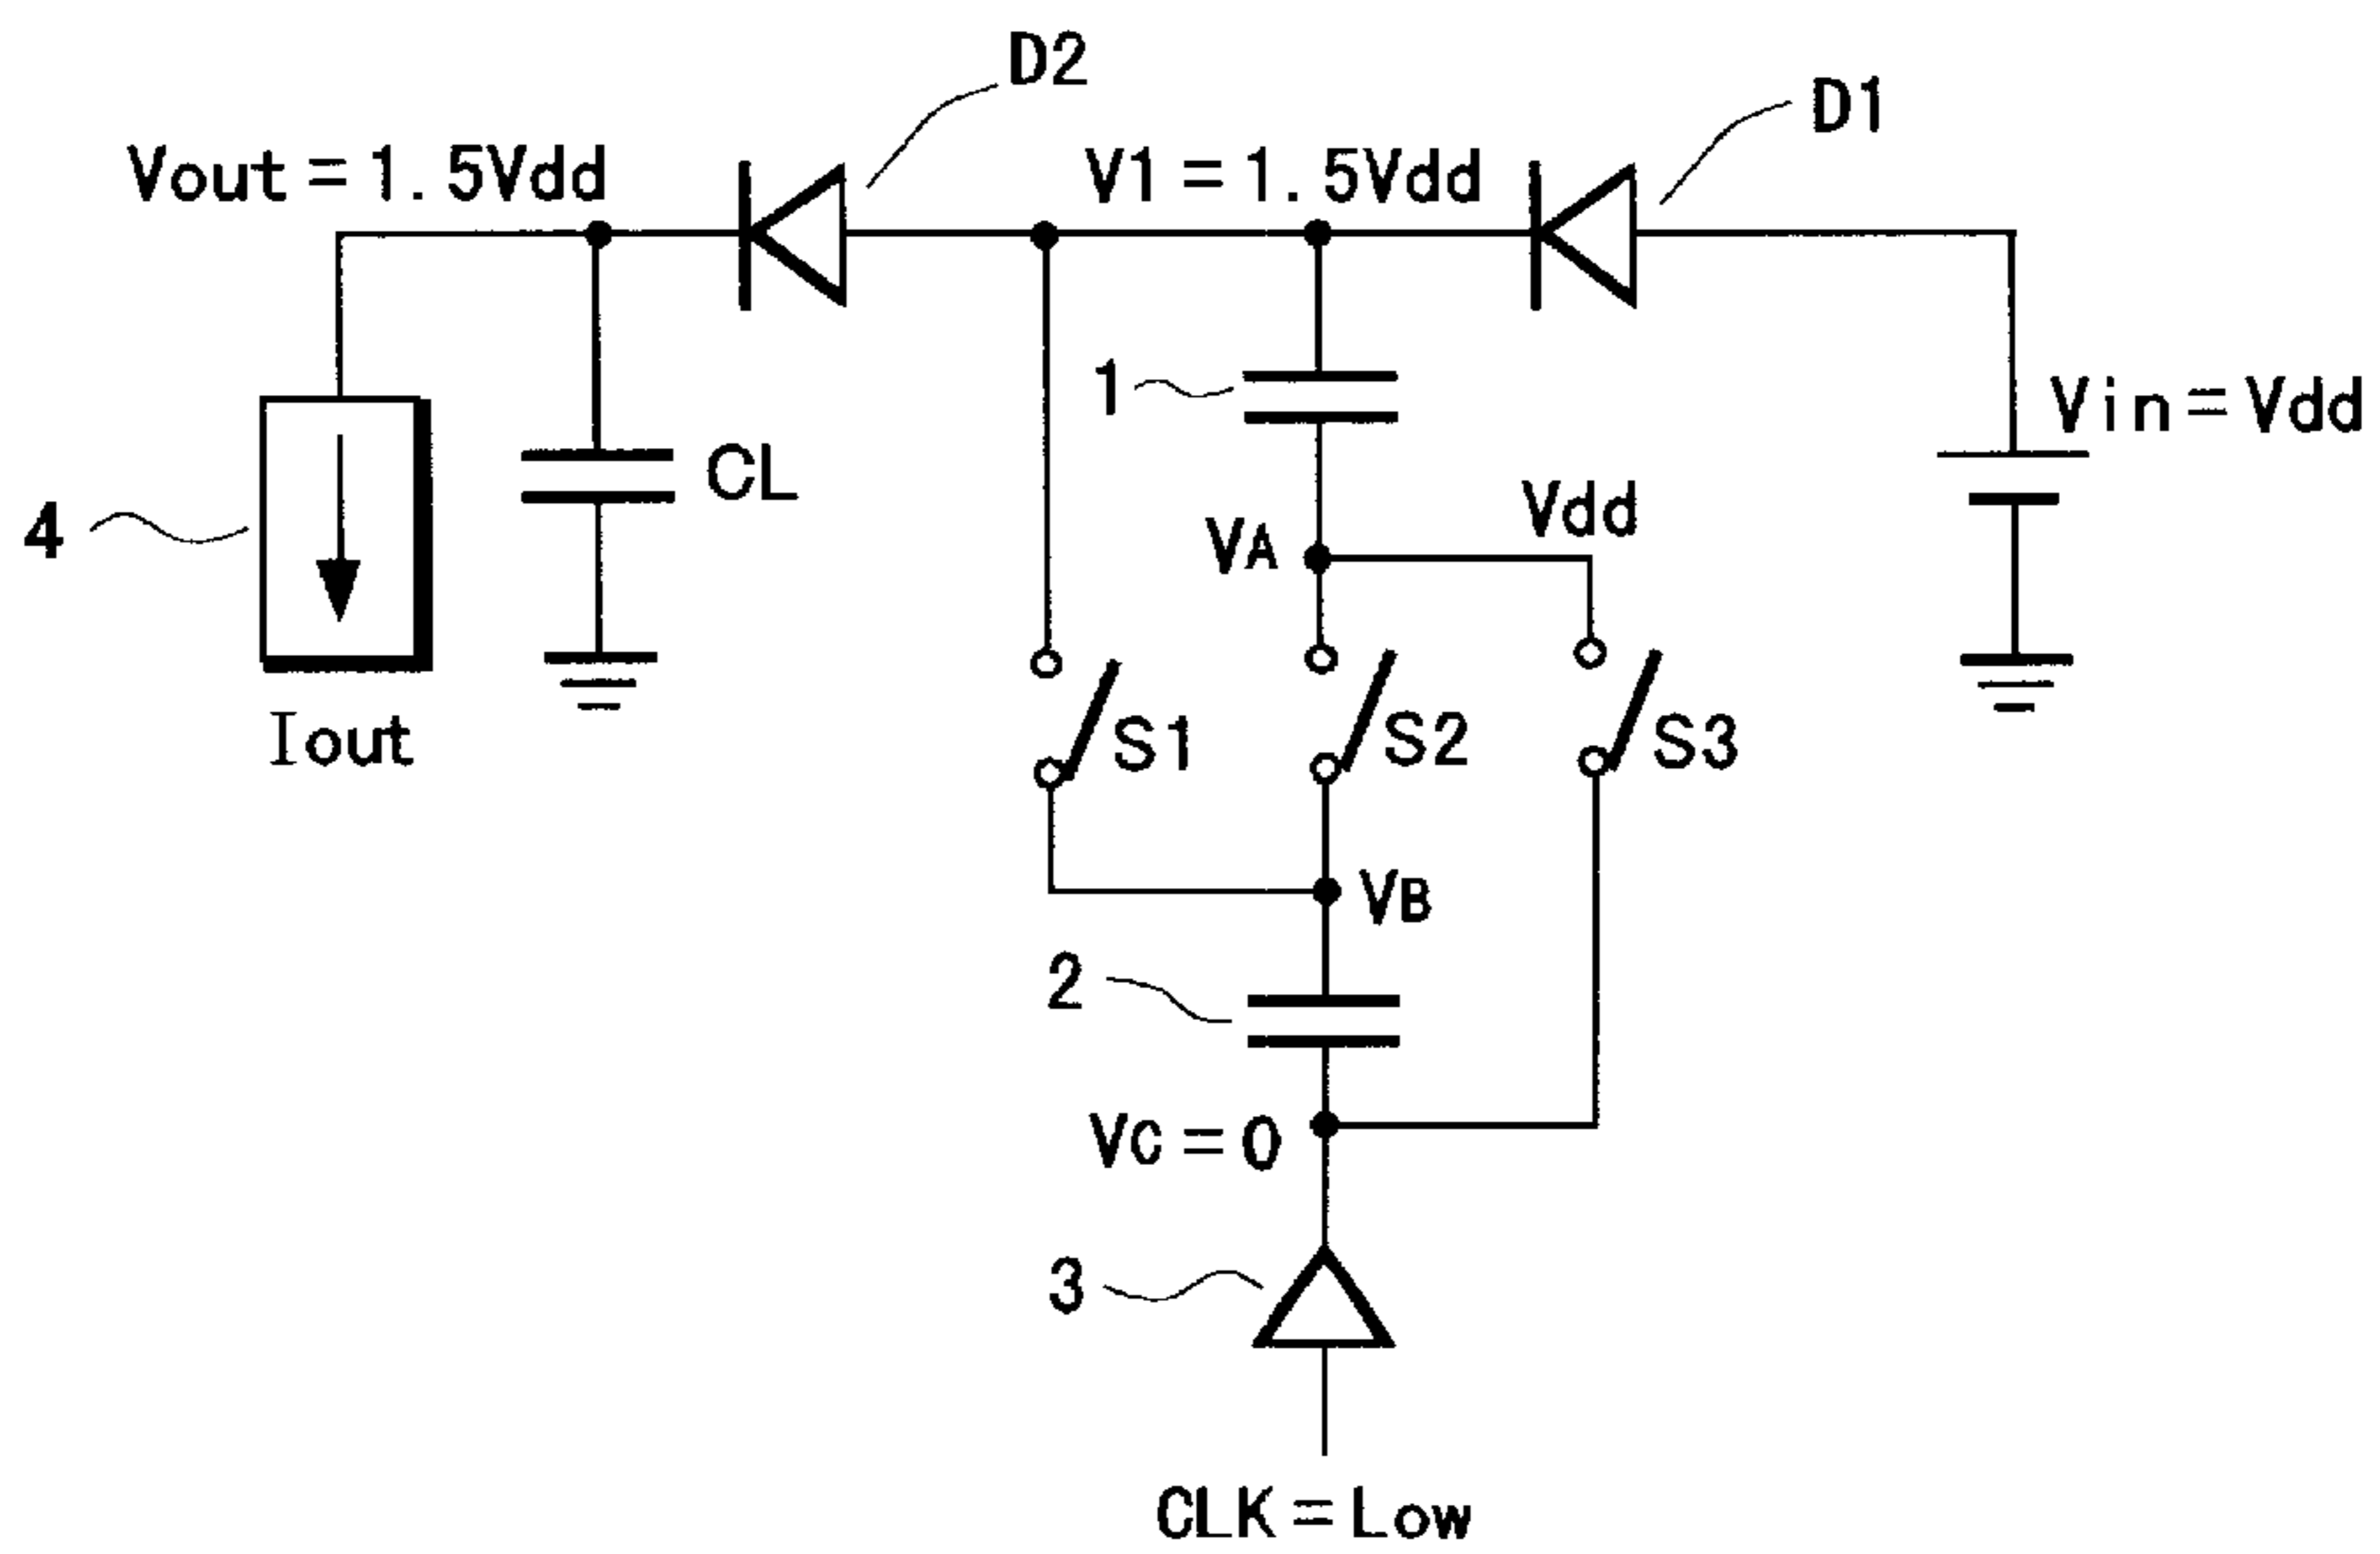 D2
D1
Vout=1.5Vdd
V1=1.5Vdd
1
Vin=Vdd
CL
Vdd
4
VA
Iout
S1
S2
S3
VB
2
VC=0
3
CLK=Low